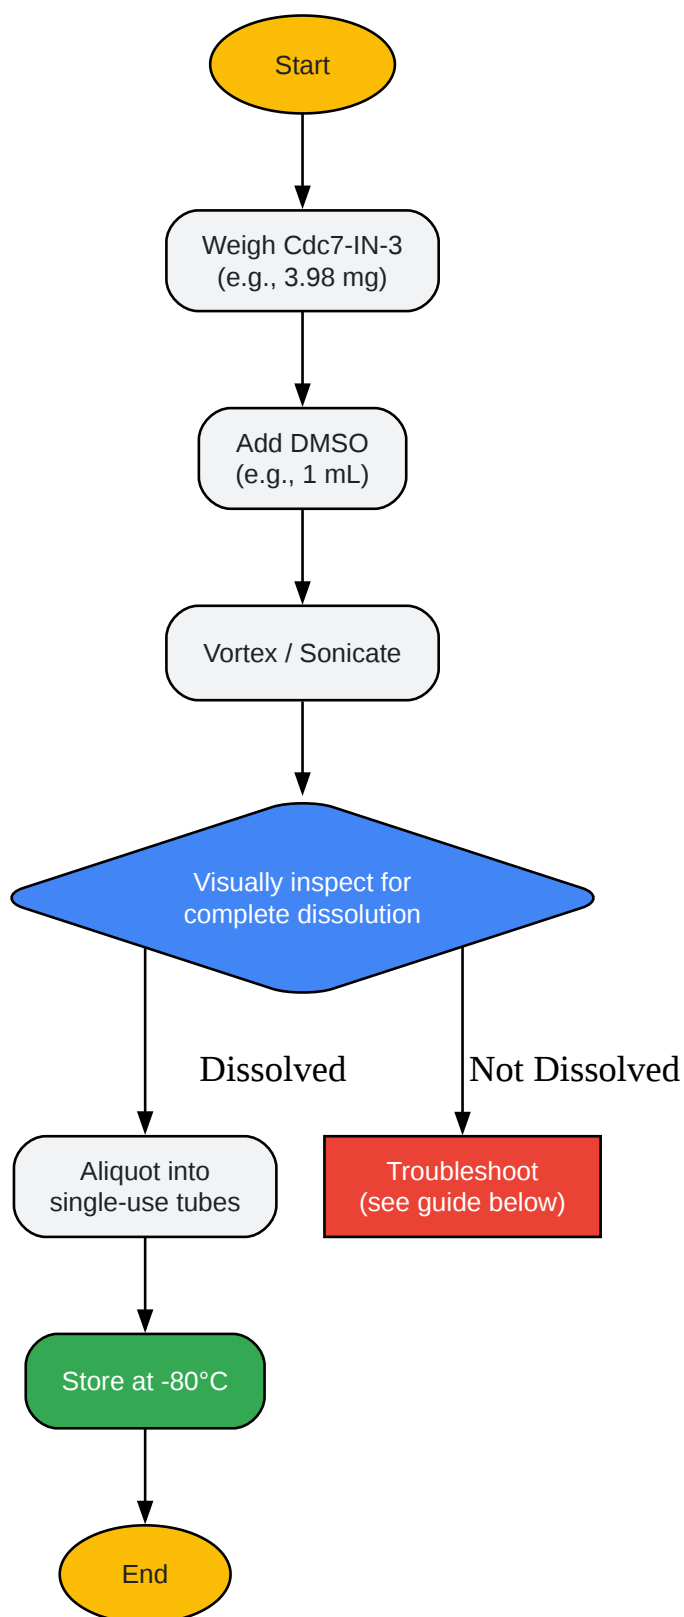 Start
Weigh Cdc7-IN-3
(e.g., 3.98 mg)
Add DMSO
(e.g., 1 mL)
Vortex / Sonicate
Visually inspect for
complete dissolution
Dissolved
Not Dissolved
Aliquot into
single-use tubes
Troubleshoot
(see guide below)
Store at -80°C
End